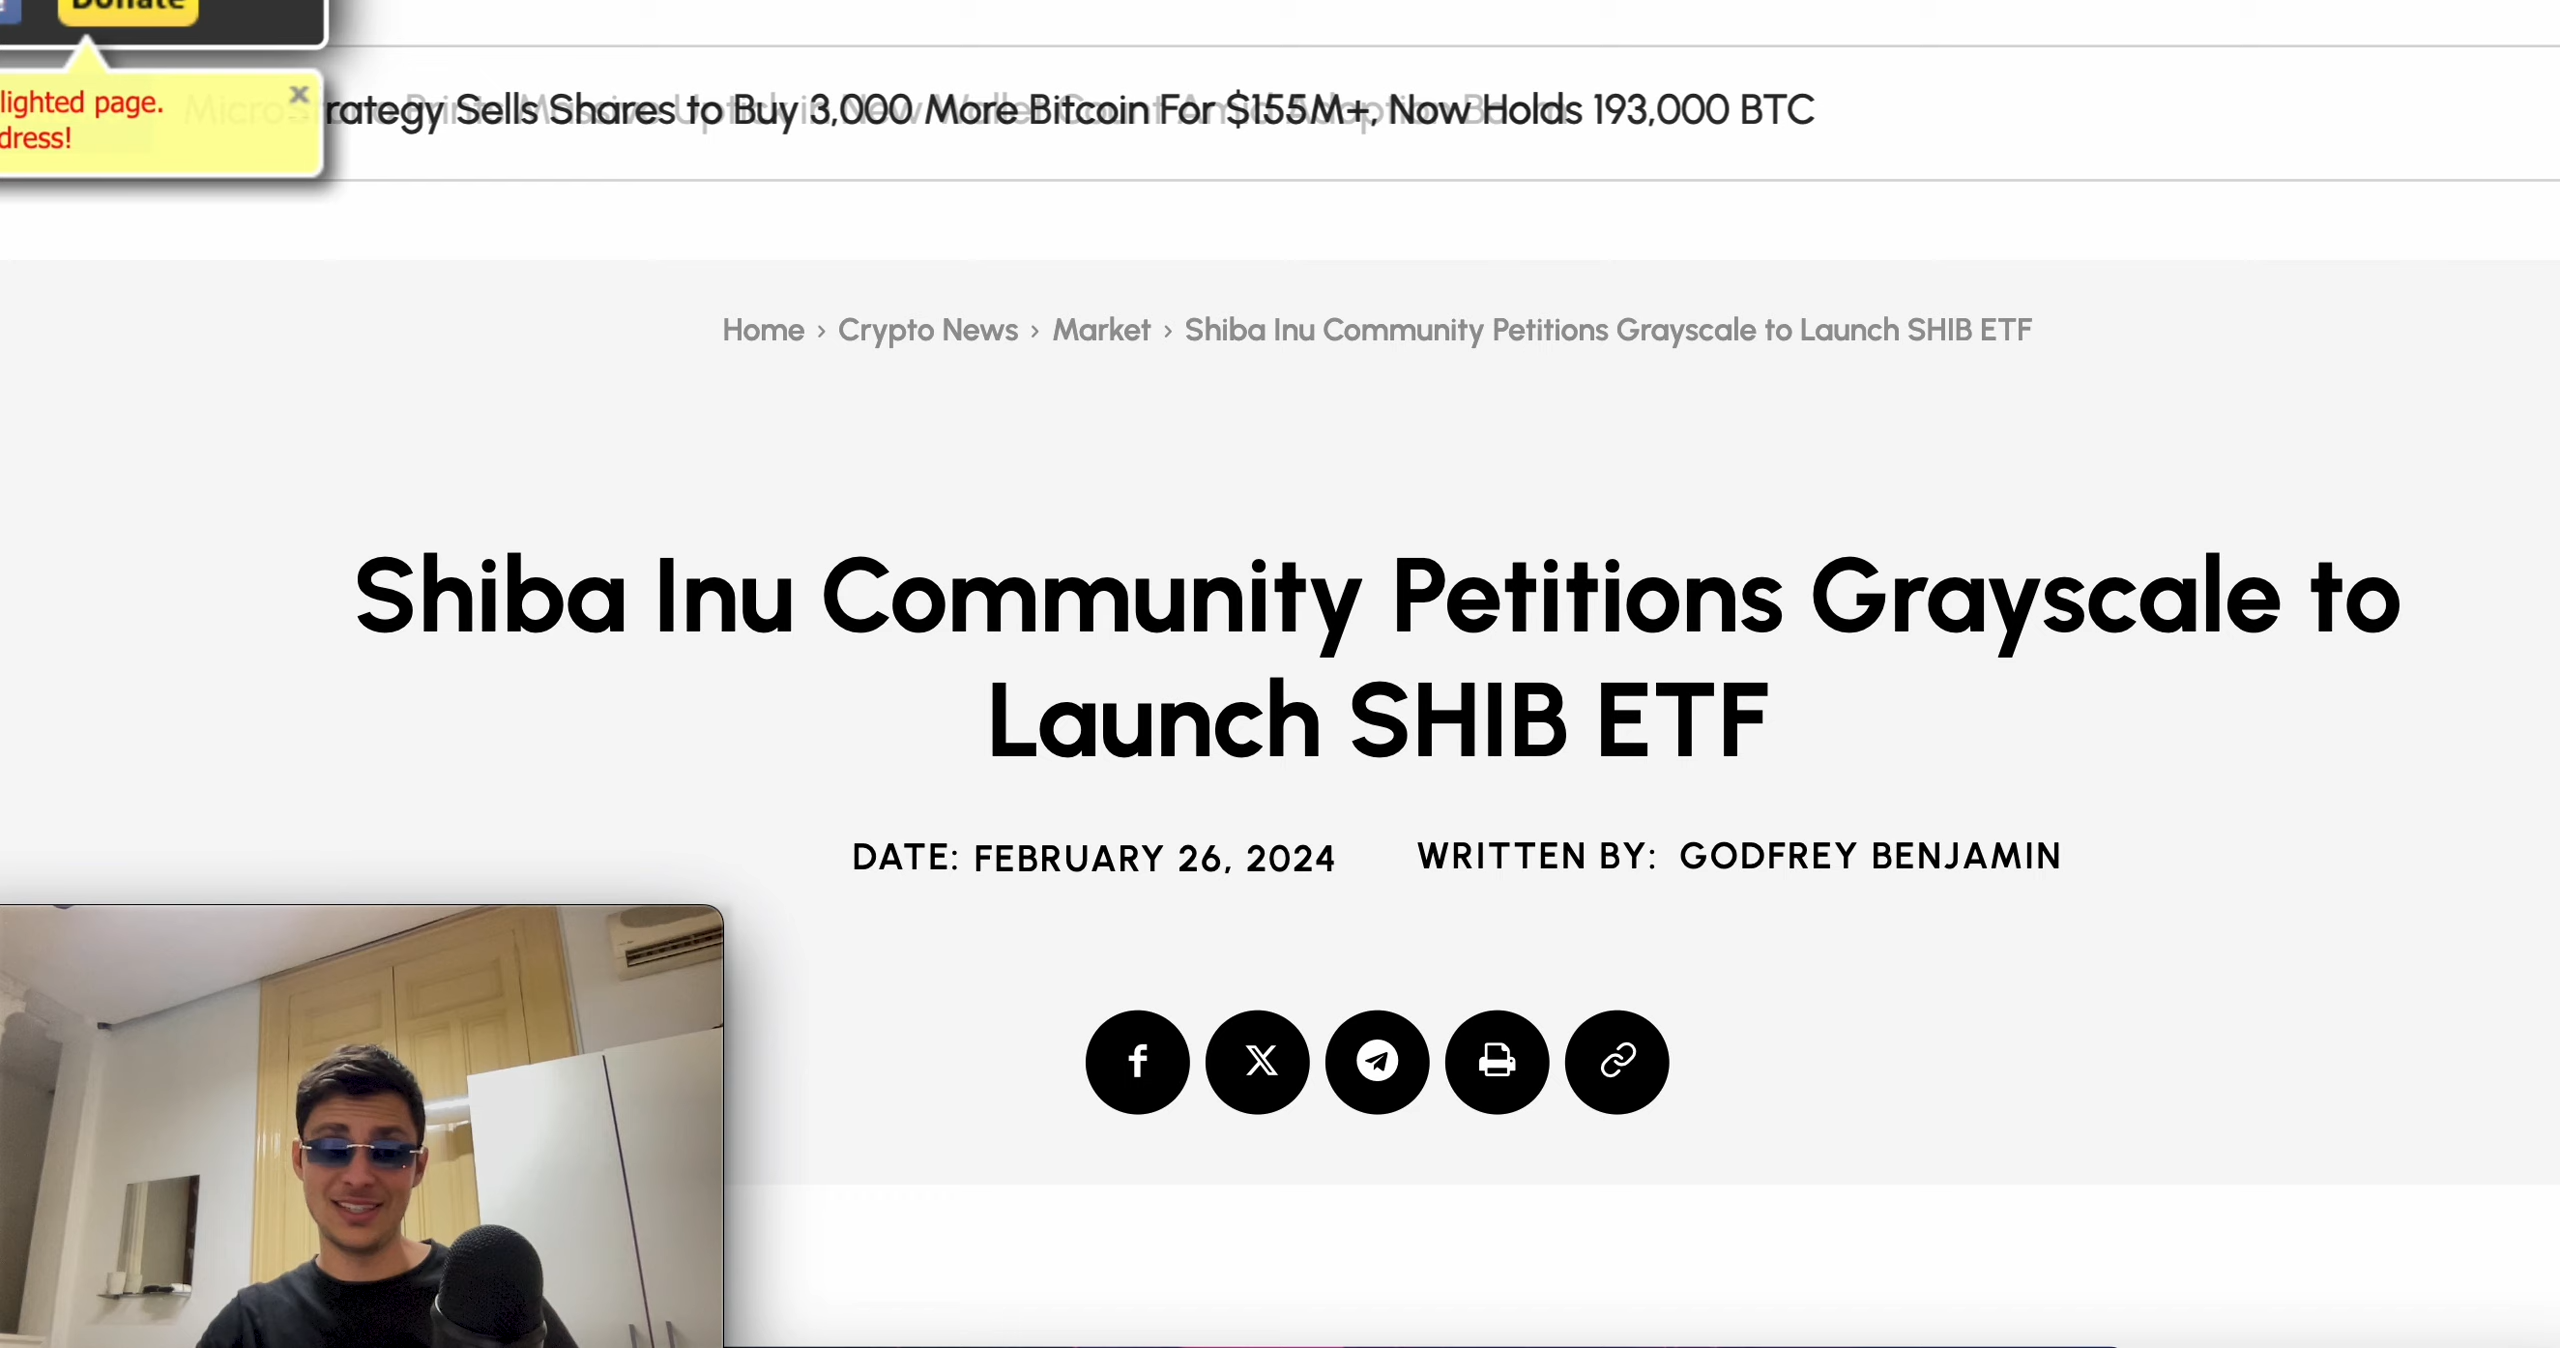 Donate
lighted page.
dress!
rategy Sells Shares to Buy 3,000 More Bitcoin For $155M+, Now Holds 193,000 BTC
Home › Crypto News › Market › Shiba Inu Community Petitions Grayscale to Launch SHIB ETF
Shiba Inu Community Petitions Grayscale to
Launch SHIB ETF
DATE: FEBRUARY 26, 2024 WRITTEN BY: GODFREY BENJAMIN